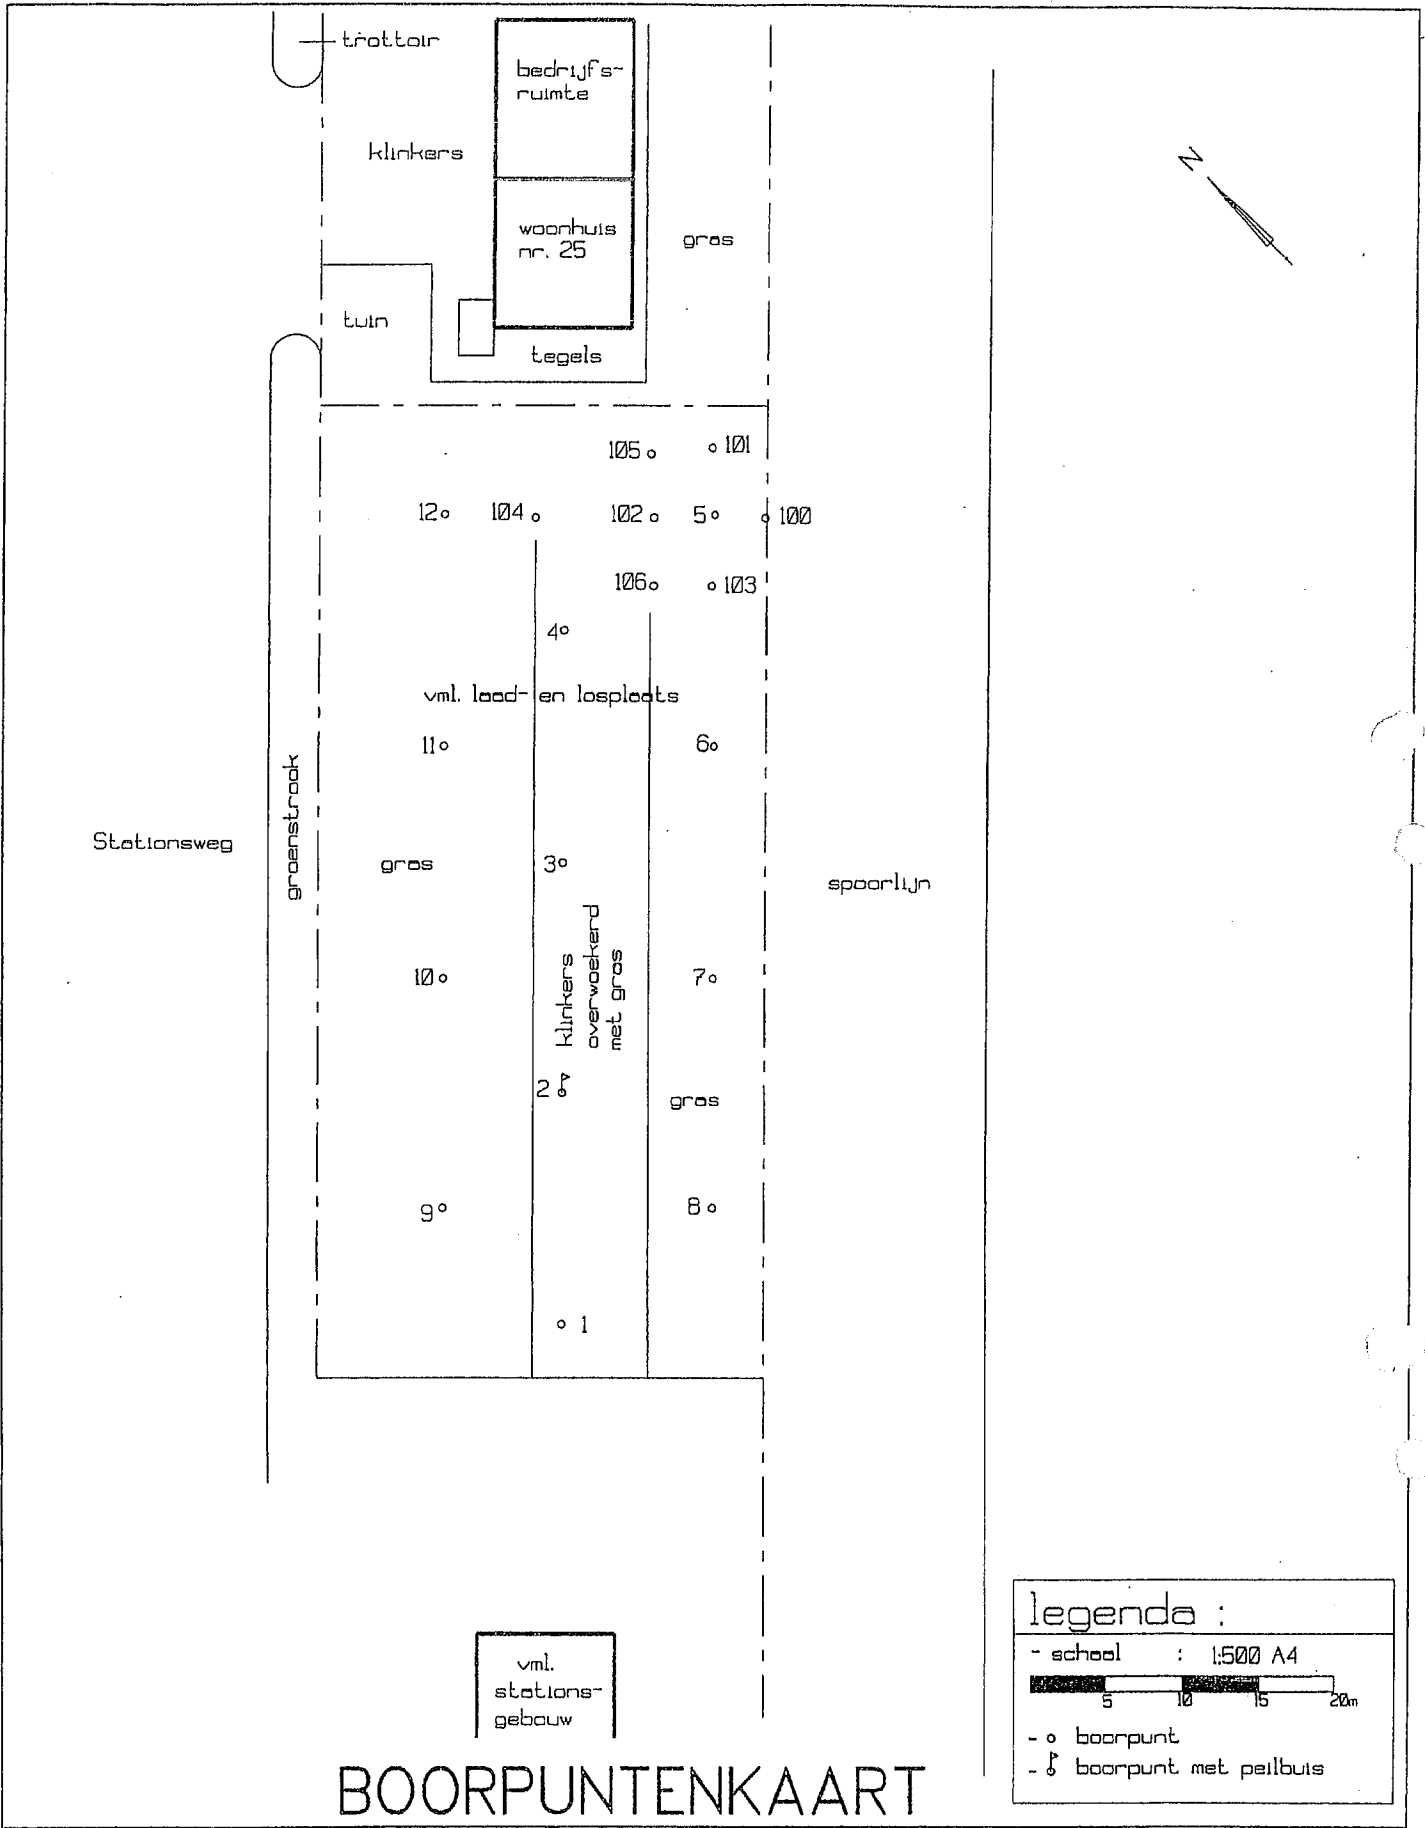 trottoir
bedrijfs-
ruimte
klinkers
N
woonhuis
nr. 25
gras
tuin
tegels
105
101
12
104
102
5
100
106
103
4
vml. laad- en losplaats
11
6
groenstrook
Stationsweg
gras
3
spoorlijn
klinkers
overwoekerd
met gras
10
7
2
gras
9
8
1
legenda :
- schaal : 1:500 A4
5 10 15 20m
- boorpunt
- boorpunt met peilbuis
vml.
stations-
gebouw
BOORPUNTENKAART